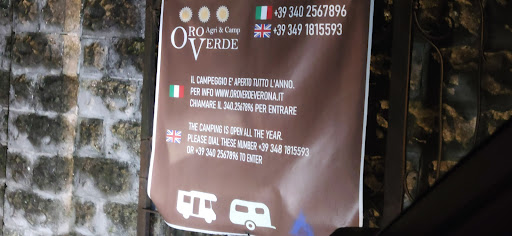 Agri & Camp
ORO
VERDE
+39 340 2567896
+39 349 1815593
IL CAMPEGGIO E' APERTO TUTTO L'ANNO.
PER INFO WWW.OROVERDEVERONA.IT
CHIAMARE IL 340.2567896 PER ENTRARE
THE CAMPING IS OPEN ALL THE YEAR.
PLEASE DIAL THESE NUMBER +39 348 1815593
OR +39 340 2567896 TO ENTER